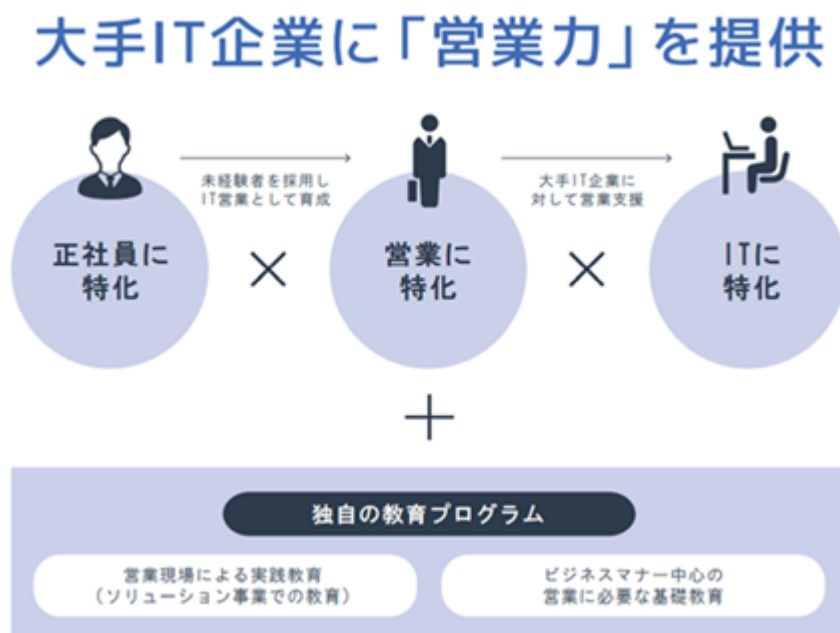 大手IT企業に「営業力」を提供
未経験者を採用し
IT営業として育成
大手IT企業に
対して営業支援
正社員に
特化
×
営業に
特化
×
ITに
特化
+
独自の教育プログラム
営業現場による実践教育
(ソリューション事業での教育)
ビジネスマナー中心の
営業に必要な基礎教育